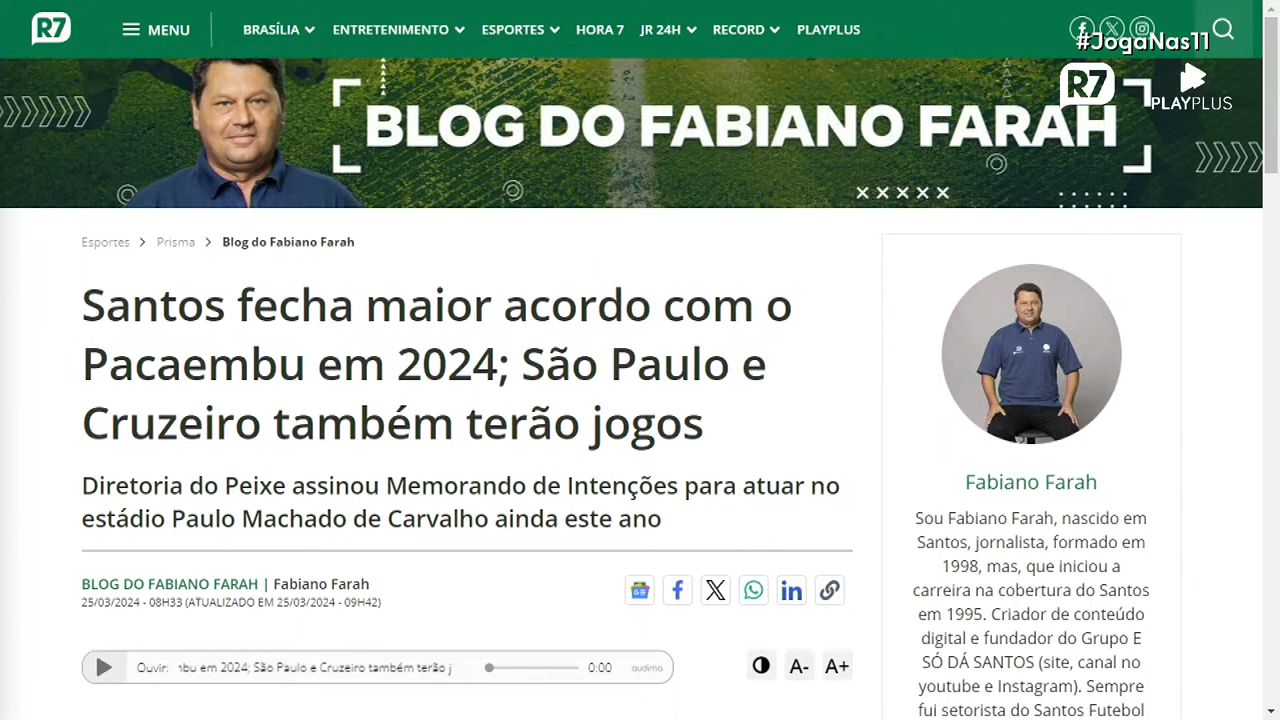 R7
MENU
BRASÍLIA
ENTRETENIMENTO
ESPORTES
HORA 7
JR 24H
RECORD
PLAYPLUS
#JogaNas11
R7
PLAYPLUS
BLOG DO FABIANO FARAH
Esportes > Prisma > Blog do Fabiano Farah
Santos fecha maior acordo com o
Pacaembu em 2024; São Paulo e
Cruzeiro também terão jogos
Diretoria do Peixe assinou Memorando de Intenções para atuar no
estádio Paulo Machado de Carvalho ainda este ano
BLOG DO FABIANO FARAH | Fabiano Farah
25/03/2024 - 08H33 (ATUALIZADO EM 25/03/2024 - 09H42)
Ouvir: mbu em 2024; São Paulo e Cruzeiro também terão j
0:00
audima
A-
A+
Fabiano Farah
Sou Fabiano Farah, nascido em
Santos, jornalista, formado em
1998, mas, que iniciou a
carreira na cobertura do Santos
em 1995. Criador de conteúdo
digital e fundador do Grupo E
SÓ DÁ SANTOS (site, canal no
youtube e Instagram). Sempre
fui setorista do Santos Futebol